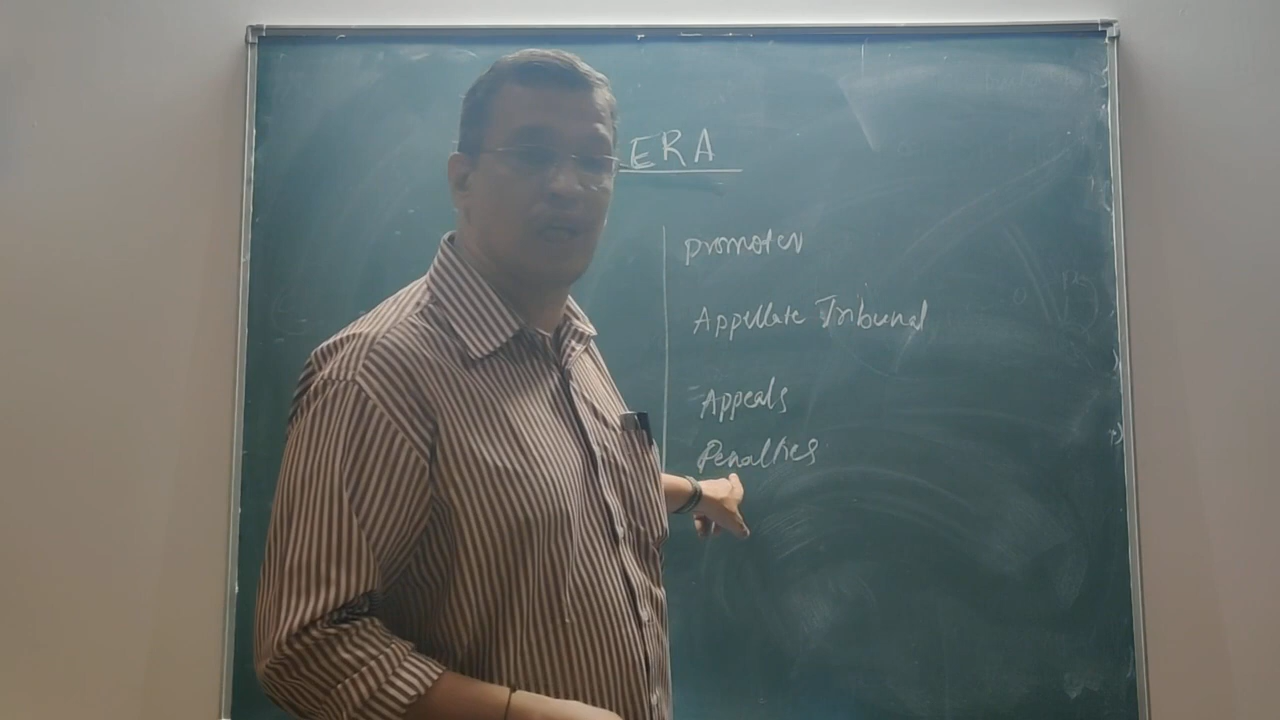 ERA
Promoter
Appellate Tribunal
Appeals
Penalties